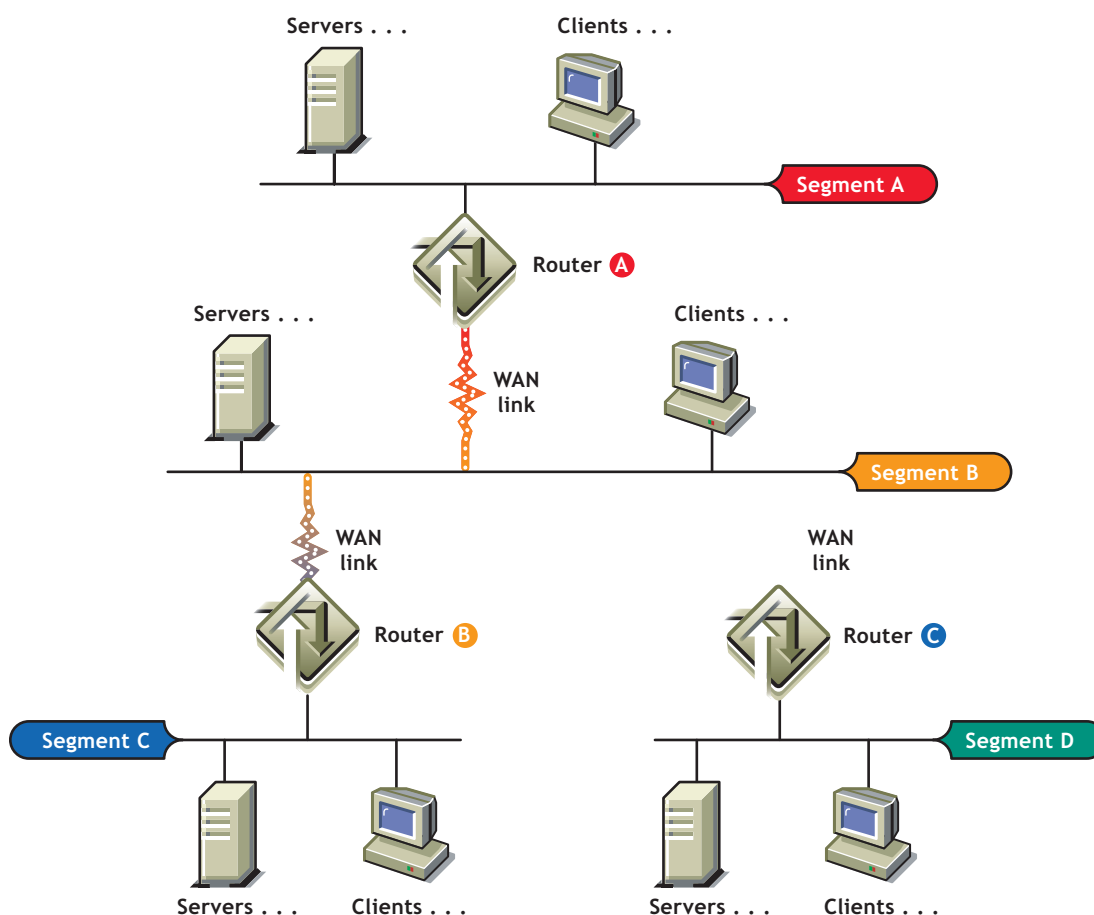 Servers . . .
Clients . . .
Segment A
Router A
Servers . . .
Clients . . .
WAN
link
Segment B
WAN
link
WAN
link
Router B
Router C
Segment C
Segment D
Servers . . .
Clients . . .
Servers . . .
Clients . . .